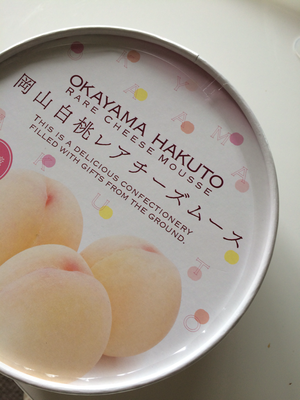 OKAYAMA HAKUTO
RARE CHEESE MOUSSE
岡山白桃レアチーズムース
THIS IS A DELICIOUS CONFECTIONERY
FILLED WITH GIFTS FROM THE GROUND.